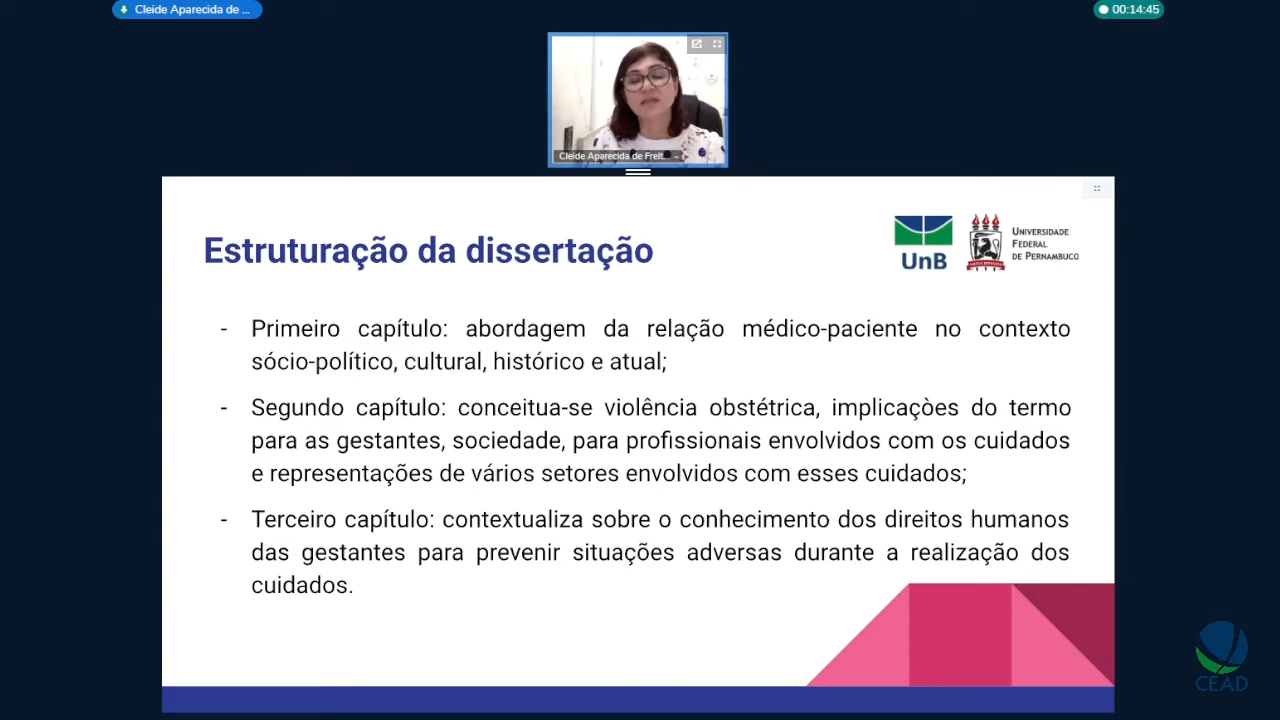 Cleide Aparecida de ...
00:14:45
Cleide Aparecida de Freit...
Estruturação da dissertação
UnB
UNIVERSIDADE
FEDERAL
DE PERNAMBUCO
- Primeiro capítulo: abordagem da relação médico-paciente no contexto
sócio-político, cultural, histórico e atual;
- Segundo capítulo: conceitua-se violência obstétrica, implicaçòes do termo
para as gestantes, sociedade, para profissionais envolvidos com os cuidados
e representações de vários setores envolvidos com esses cuidados;
- Terceiro capítulo: contextualiza sobre o conhecimento dos direitos humanos
das gestantes para prevenir situações adversas durante a realização dos
cuidados.
CEAD